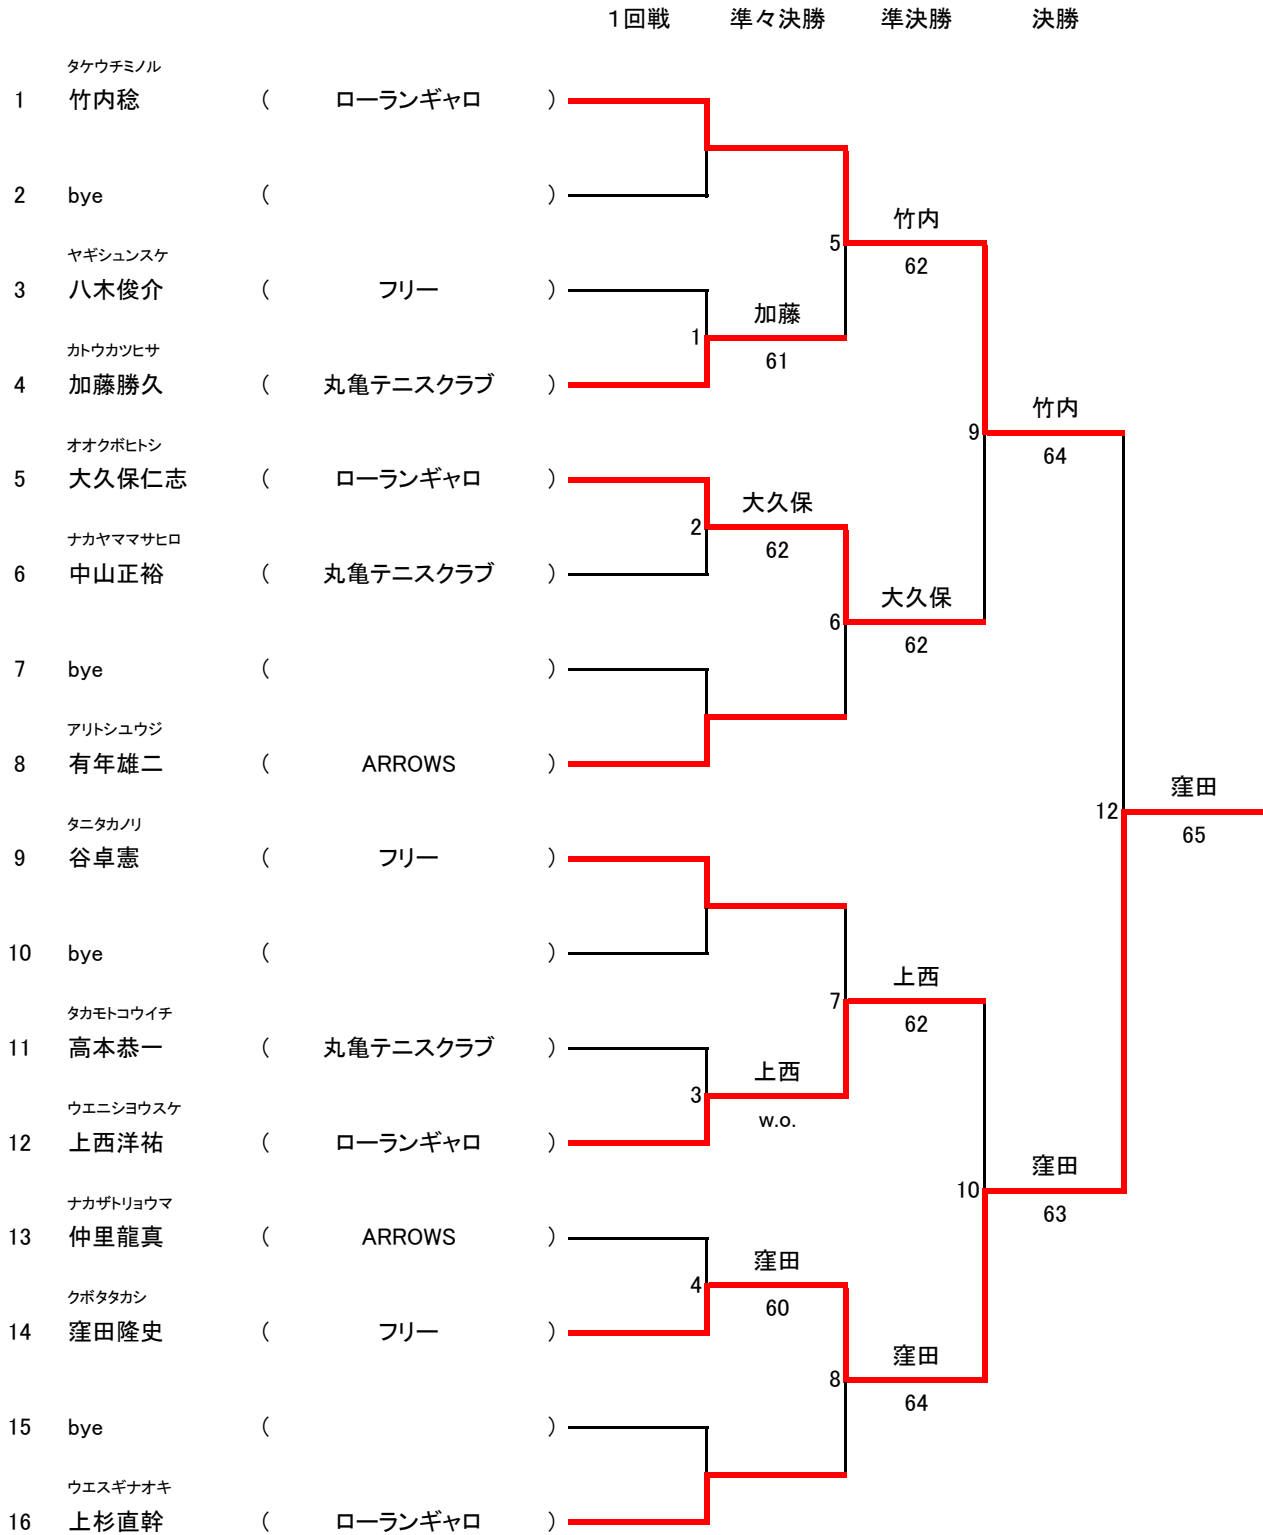 1回戦 準々決勝 準決勝 決勝
タケウチミノル
1 竹内稔 ( ローランギャロ )
2 bye ( )
竹内
5
62
ヤギシュンスケ
3 八木俊介 ( フリー )
加藤
1
61
カトウカツヒサ
4 加藤勝久 ( 丸亀テニスクラブ )
竹内
9
64
オオクボヒトシ
5 大久保仁志 ( ローランギャロ )
大久保
2
62
ナカヤママサヒロ
6 中山正裕 ( 丸亀テニスクラブ )
大久保
6
62
7 bye ( )
アリトシユウジ
8 有年雄二 ( ARROWS )
窪田
12
65
タニタカノリ
9 谷卓憲 ( フリー )
10 bye ( )
上西
7
62
タカモトコウイチ
11 高本恭一 ( 丸亀テニスクラブ )
上西
3
w.o.
ウエニシヨウスケ
12 上西洋祐 ( ローランギャロ )
窪田
10
63
ナカザトリョウマ
13 仲里龍真 ( ARROWS )
窪田
4
60
クボタタカシ
14 窪田隆史 ( フリー )
窪田
8
64
15 bye ( )
ウエスギナオキ
16 上杉直幹 ( ローランギャロ )